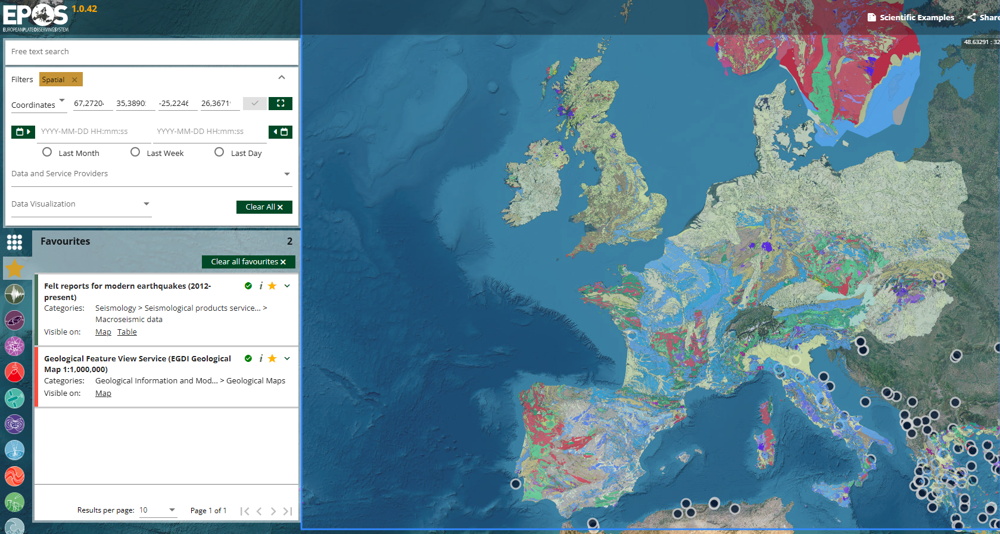 EPOS 1.0.42
EUROPEAN PLATE OBSERVING SYSTEM
Scientific Examples
Share
48.63291 : 32
Free text search
Filters Spatial
Coordinates 67,27204 35,3890 -25,2246 26,3671
YYYY-MM-DD HH:mm:ss YYYY-MM-DD HH:mm:ss
Last Month Last Week Last Day
Data and Service Providers
Data Visualization
Clear All ×
Favourites 2
Clear all favourites ×
Felt reports for modern earthquakes (2012-
present)
Categories: Seismology > Seismological products service... >
Macroseismic data
Visible on: Map Table
Geological Feature View Service (EGDI Geological
Map 1:1,000,000)
Categories: Geological Information and Mod... > Geological Maps
Visible on: Map
Results per page: 10 Page 1 of 1